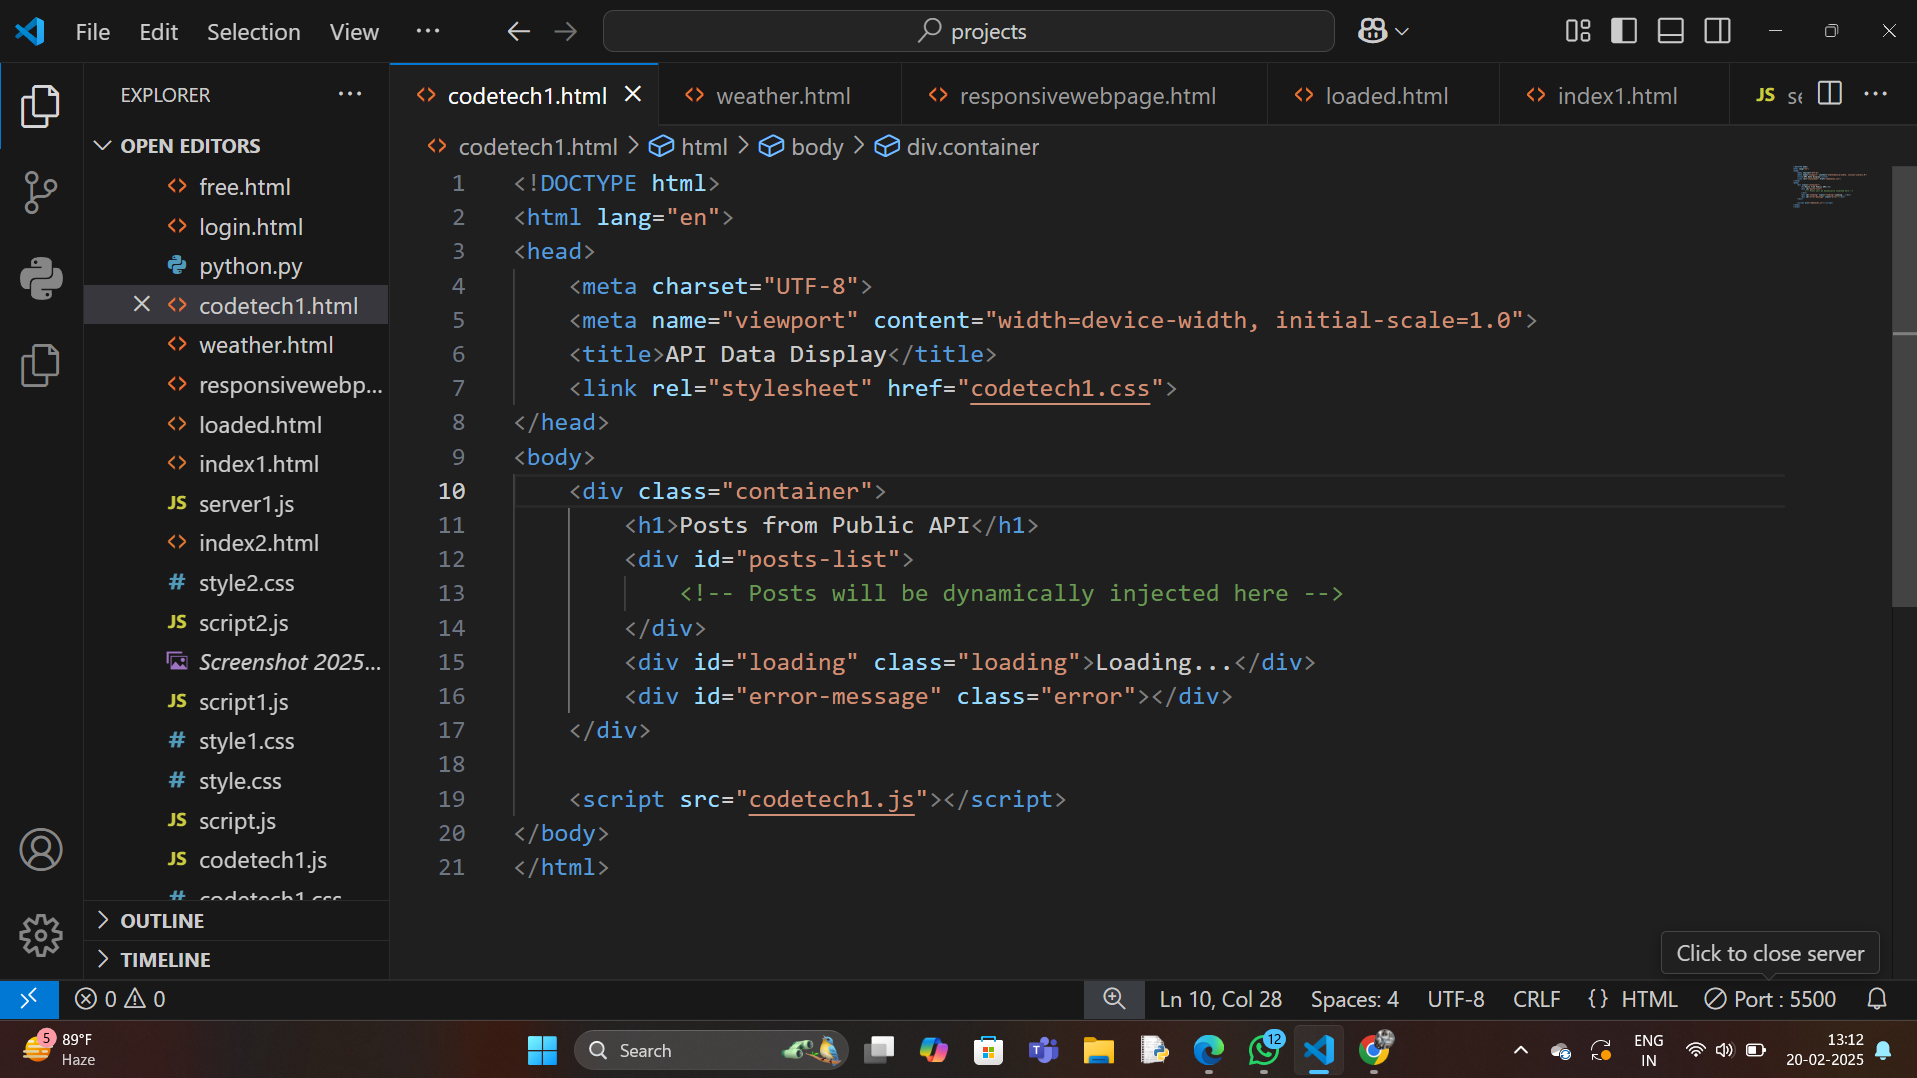 File Edit Selection View ··· projects
EXPLORER ···
OPEN EDITORS
free.html
login.html
python.py
codetech1.html
weather.html
responsivewebp...
loaded.html
index1.html
JS server1.js
index2.html
# style2.css
JS script2.js
Screenshot 2025...
JS script1.js
# style1.css
# style.css
JS script.js
JS codetech1.js
# codetech1.css
OUTLINE
TIMELINE
codetech1.html weather.html responsivewebpage.html loaded.html index1.html JS se ···
codetech1.html > html > body > div.container
1 <!DOCTYPE html>
2 <html lang="en">
3 <head>
4 <meta charset="UTF-8">
5 <meta name="viewport" content="width=device-width, initial-scale=1.0">
6 <title>API Data Display</title>
7 <link rel="stylesheet" href="codetech1.css">
8 </head>
9 <body>
10 <div class="container">
11 <h1>Posts from Public API</h1>
12 <div id="posts-list">
13 <!-- Posts will be dynamically injected here -->
14 </div>
15 <div id="loading" class="loading">Loading...</div>
16 <div id="error-message" class="error"></div>
17 </div>
18
19 <script src="codetech1.js"></script>
20 </body>
21 </html>
Click to close server
0 0 Ln 10, Col 28 Spaces: 4 UTF-8 CRLF {} HTML Port : 5500
5 89°F
Haze
Search
12
ENG
IN
13:12
20-02-2025